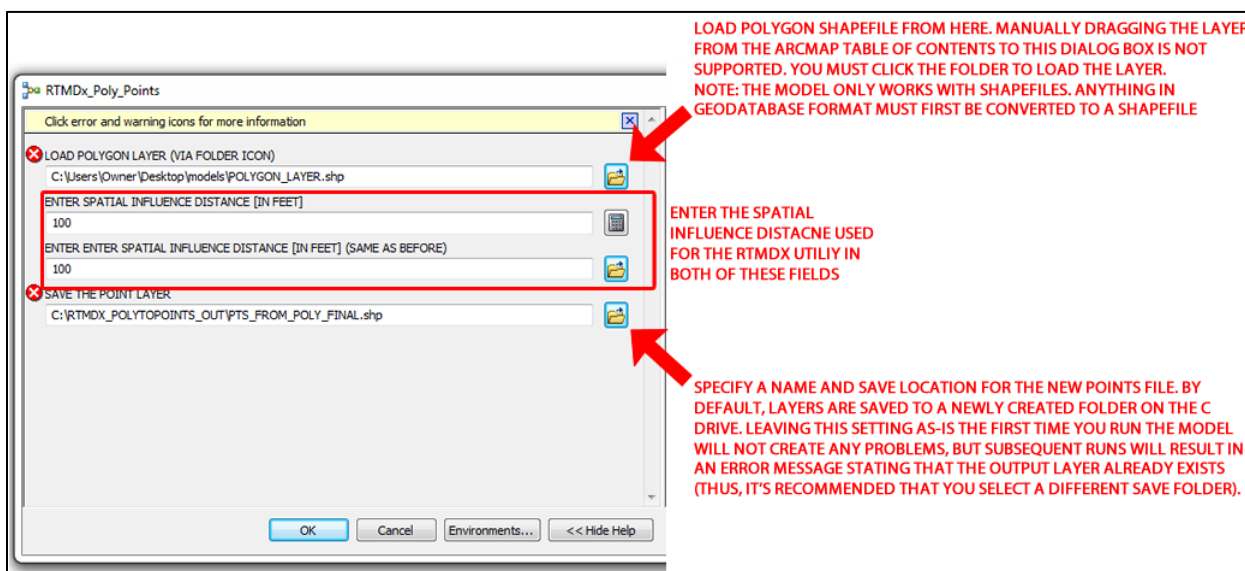 LOAD POLYGON SHAPEFILE FROM HERE. MANUALLY DRAGGING THE LAYER
FROM THE ARCMAP TABLE OF CONTENTS TO THIS DIALOG BOX IS NOT
SUPPORTED. YOU MUST CLICK THE FOLDER TO LOAD THE LAYER.
NOTE: THE MODEL ONLY WORKS WITH SHAPEFILES. ANYTHING IN
GEODATABASE FORMAT MUST FIRST BE CONVERTED TO A SHAPEFILE
RTMDx_Poly_Points
Click error and warning icons for more information
LOAD POLYGON LAYER (VIA FOLDER ICON)
C:\Users\Owner\Desktop\models\POLYGON_LAYER.shp
ENTER SPATIAL INFLUENCE DISTANCE [IN FEET]
100
ENTER ENTER SPATIAL INFLUENCE DISTANCE [IN FEET] (SAME AS BEFORE)
100
ENTER THE SPATIAL
INFLUENCE DISTACNE USED
FOR THE RTMDX UTILIY IN
BOTH OF THESE FIELDS
SAVE THE POINT LAYER
C:\RTMDX_POLYTOPOINTS_OUT\PTS_FROM_POLY_FINAL.shp
SPECIFY A NAME AND SAVE LOCATION FOR THE NEW POINTS FILE. BY
DEFAULT, LAYERS ARE SAVED TO A NEWLY CREATED FOLDER ON THE C
DRIVE. LEAVING THIS SETTING AS-IS THE FIRST TIME YOU RUN THE MODEL
WILL NOT CREATE ANY PROBLEMS, BUT SUBSEQUENT RUNS WILL RESULT IN
AN ERROR MESSAGE STATING THAT THE OUTPUT LAYER ALREADY EXISTS
(THUS, IT'S RECOMMENDED THAT YOU SELECT A DIFFERENT SAVE FOLDER).
OK
Cancel
Environments...
<< Hide Help